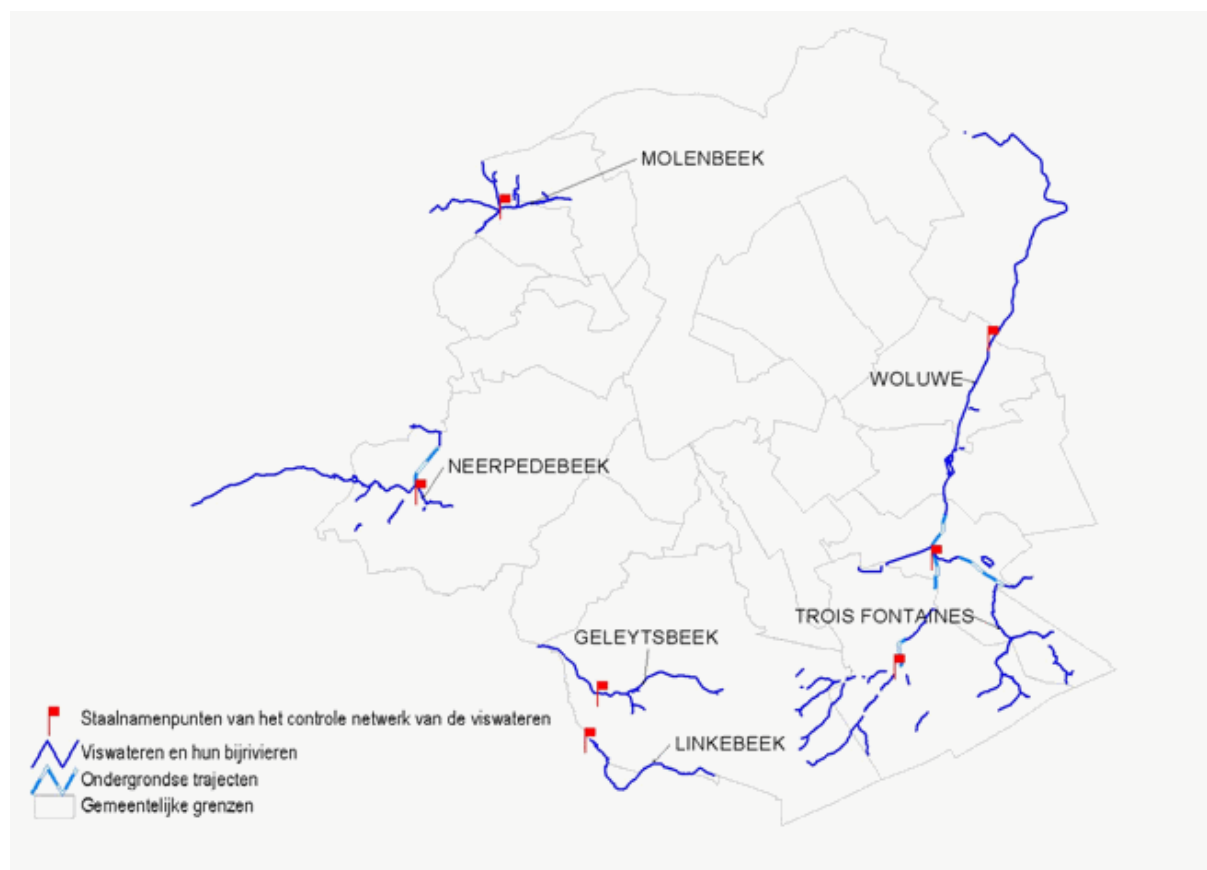 MOLENBEEK
WOLUWE
NEERPEDEBEEK
TROIS FONTAINES
GELEYTSBEEK
LINKEBEEK
Staalnamenpunten van het controle netwerk van de viswateren
Viswateren en hun bijrivieren
Ondergrondse trajecten
Gemeentelijke grenzen